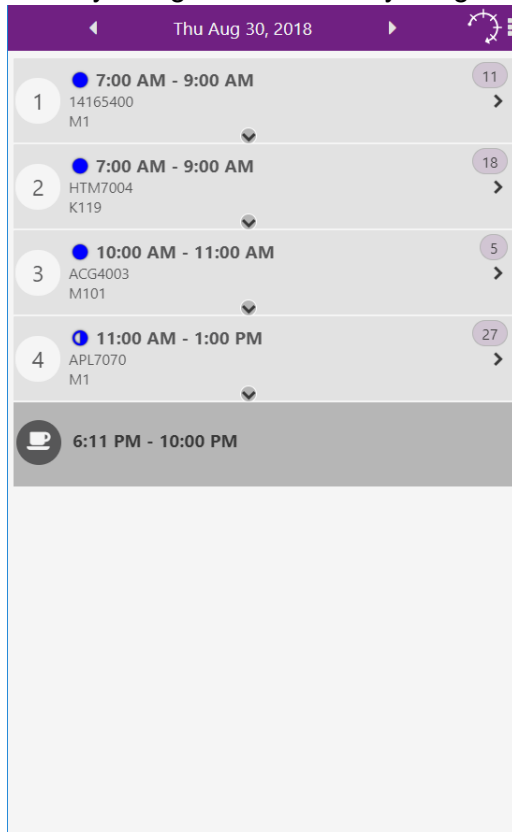 Thu Aug 30, 2018
7:00 AM - 9:00 AM
11
1
14165400
M1
7:00 AM - 9:00 AM
18
2
HTM7004
K119
10:00 AM - 11:00 AM
5
3
ACG4003
M101
11:00 AM - 1:00 PM
27
4
APL7070
M1
6:11 PM - 10:00 PM